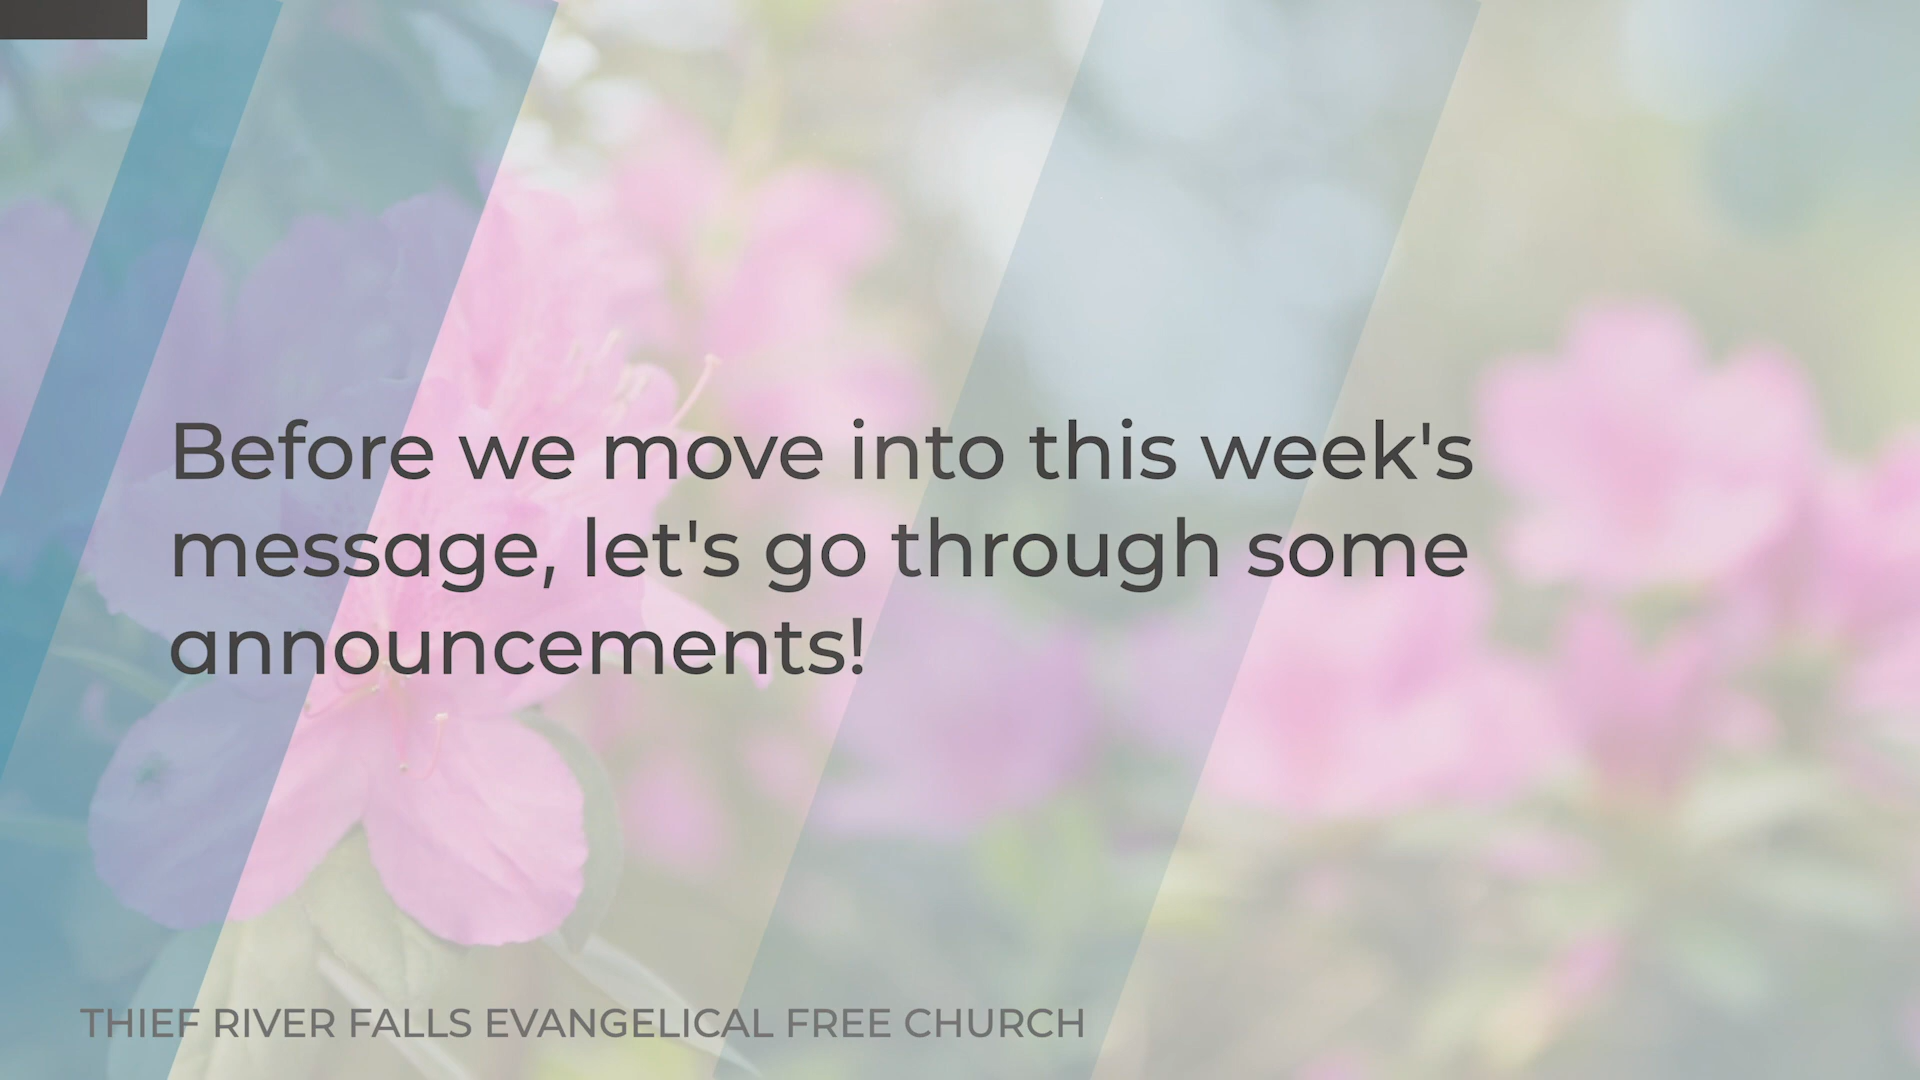 Before we move into this week's
message, let's go through some
announcements!
THIEF RIVER FALLS EVANGELICAL FREE CHURCH